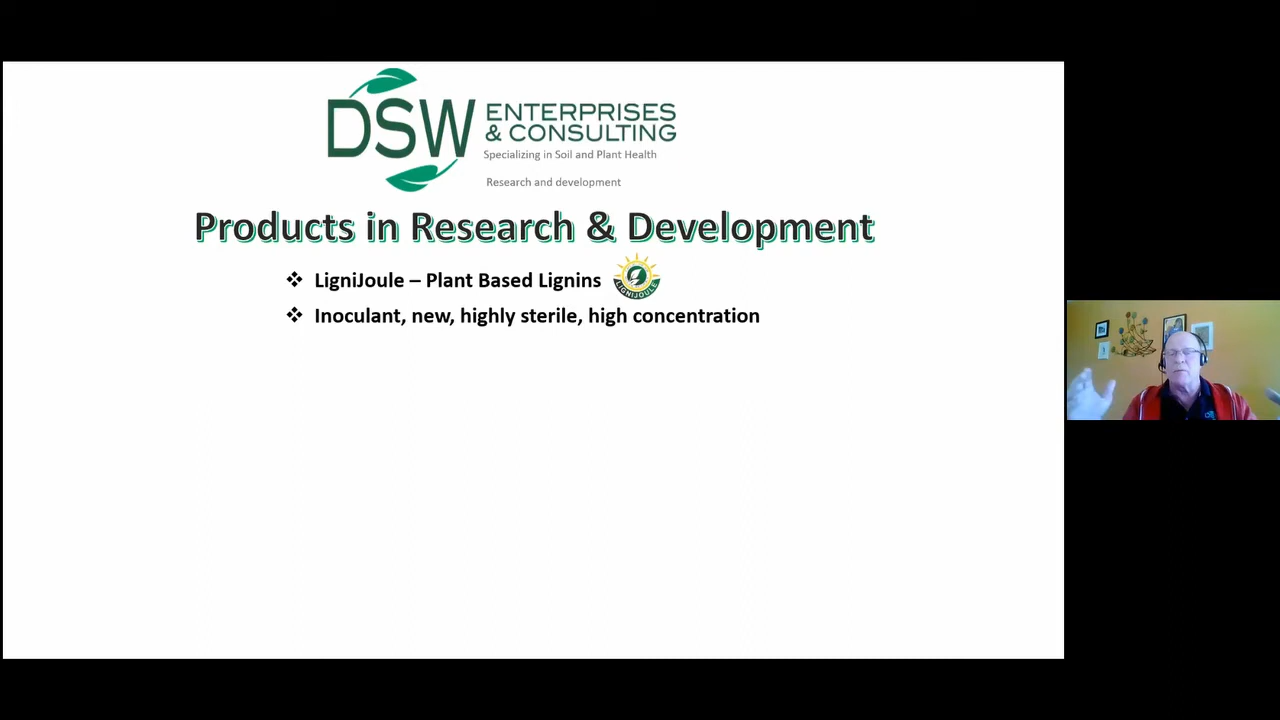 DSW ENTERPRISES
& CONSULTING
Specializing in Soil and Plant Health
Research and development
Products in Research & Development
❖ LigniJoule – Plant Based Lignins
LIGNIJOULE
❖ Inoculant, new, highly sterile, high concentration